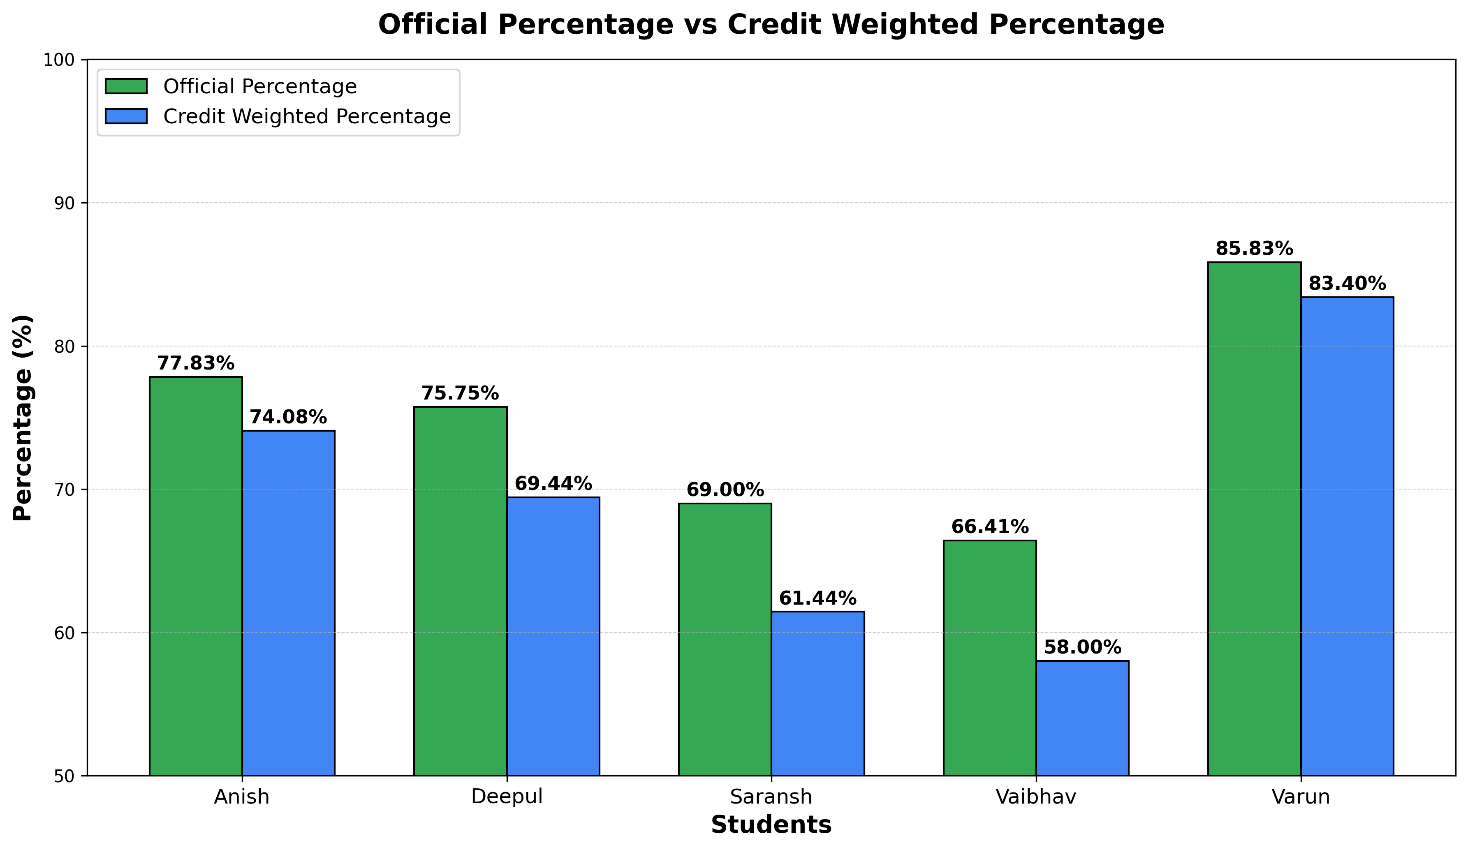 Official Percentage vs Credit Weighted Percentage
Official Percentage
Credit Weighted Percentage
Percentage (%)
100
90
80
70
60
50
77.83%
74.08%
75.75%
69.44%
69.00%
61.44%
66.41%
58.00%
85.83%
83.40%
Anish
Deepul
Saransh
Vaibhav
Varun
Students